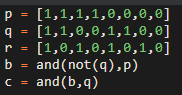 p = [1,1,1,1,0,0,0,0]
q = [1,1,0,0,1,1,0,0]
r = [1,0,1,0,1,0,1,0]
b = and(not(q),p)
c = and(b,q)